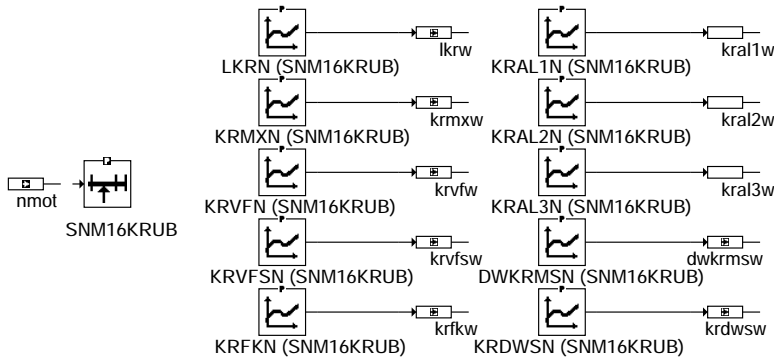 LKRN (SNM16KRUB)
lkrw
KRAL1N (SNM16KRUB)
kral1w
KRMXN (SNM16KRUB)
krmxw
KRAL2N (SNM16KRUB)
kral2w
nmot
SNM16KRUB
KRVFN (SNM16KRUB)
krvfw
KRAL3N (SNM16KRUB)
kral3w
KRVFSN (SNM16KRUB)
krvfsw
DWKRMSN (SNM16KRUB)
dwkrmsw
KRFKN (SNM16KRUB)
krfkw
KRDWSN (SNM16KRUB)
krdwsw